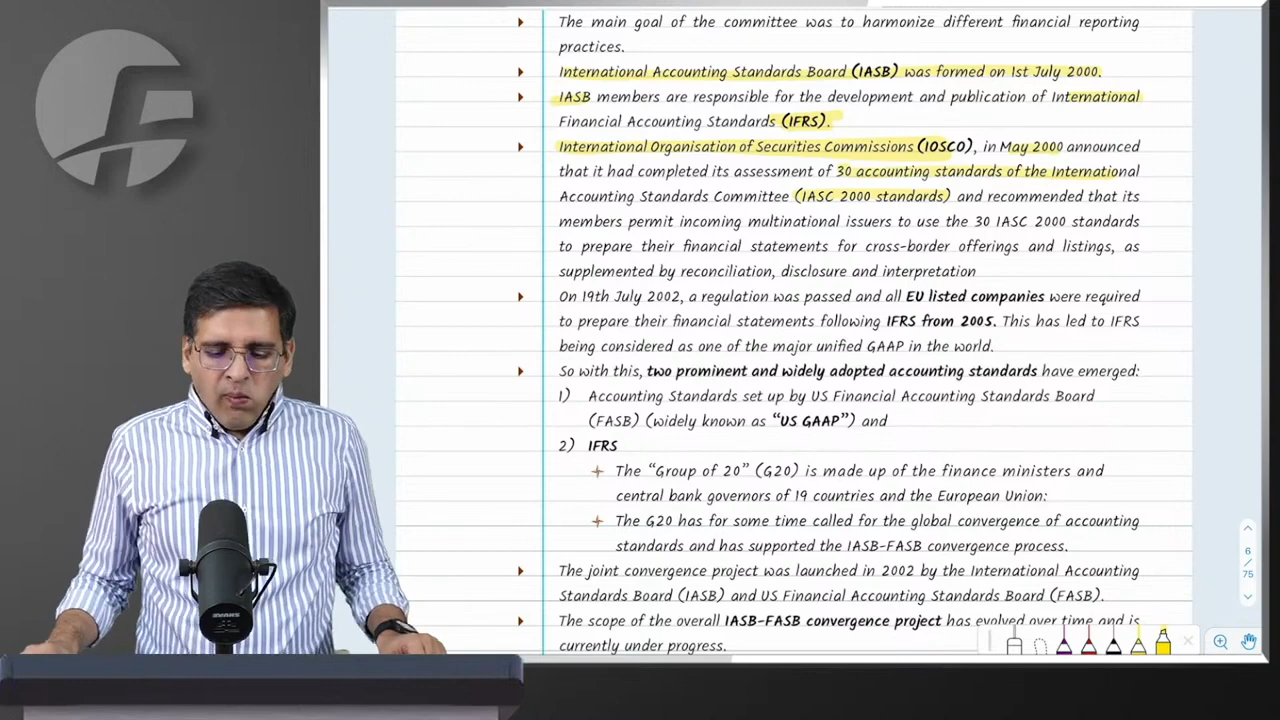 The main goal of the committee was to harmonize different financial reporting
practices.
International Accounting Standards Board (IASB) was formed on 1st July 2000.
IASB members are responsible for the development and publication of International
Financial Accounting Standards (IFRS).
International Organisation of Securities Commissions (IOSCO), in May 2000 announced
that it had completed its assessment of 30 accounting standards of the International
Accounting Standards Committee (IASC 2000 standards) and recommended that its
members permit incoming multinational issuers to use the 30 IASC 2000 standards
to prepare their financial statements for cross-border offerings and listings, as
supplemented by reconciliation, disclosure and interpretation
On 19th July 2002, a regulation was passed and all EU listed companies were required
to prepare their financial statements following IFRS from 2005. This has led to IFRS
being considered as one of the major unified GAAP in the world.
So with this, two prominent and widely adopted accounting standards have emerged:
1) Accounting Standards set up by US Financial Accounting Standards Board
(FASB) (widely known as “US GAAP”) and
2) IFRS
The “Group of 20” (G20) is made up of the finance ministers and
central bank governors of 19 countries and the European Union:
The G20 has for some time called for the global convergence of accounting
standards and has supported the IASB-FASB convergence process.
The joint convergence project was launched in 2002 by the International Accounting
Standards Board (IASB) and US Financial Accounting Standards Board (FASB).
The scope of the overall IASB-FASB convergence project has evolved over time and is
currently under progress.
6
/
75